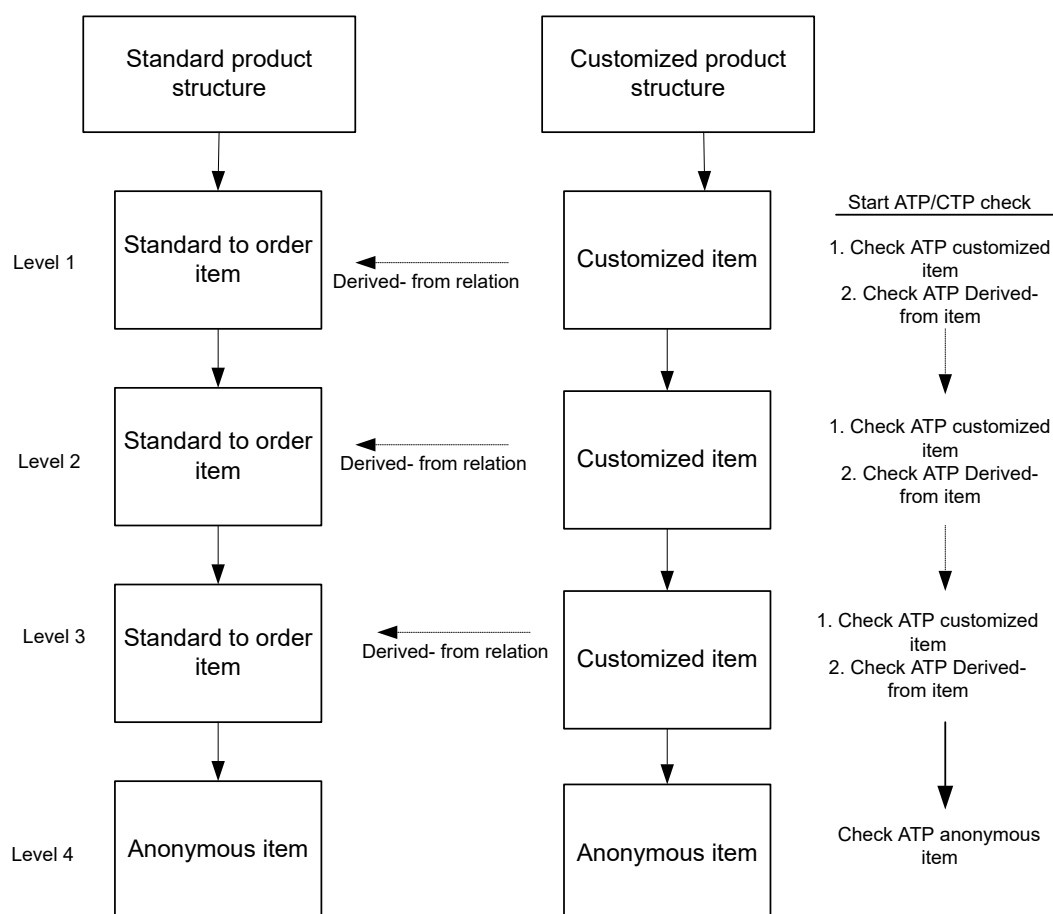 Standard product
structure
Customized product
structure
Start ATP/CTP check
Level 1
Standard to order
item
Derived- from relation
Customized item
1. Check ATP customized
item
2. Check ATP Derived-
from item
Level 2
Standard to order
item
Derived- from relation
Customized item
1. Check ATP customized
item
2. Check ATP Derived-
from item
Level 3
Standard to order
item
Derived- from relation
Customized item
1. Check ATP customized
item
2. Check ATP Derived-
from item
Level 4
Anonymous item
Anonymous item
Check ATP anonymous
item